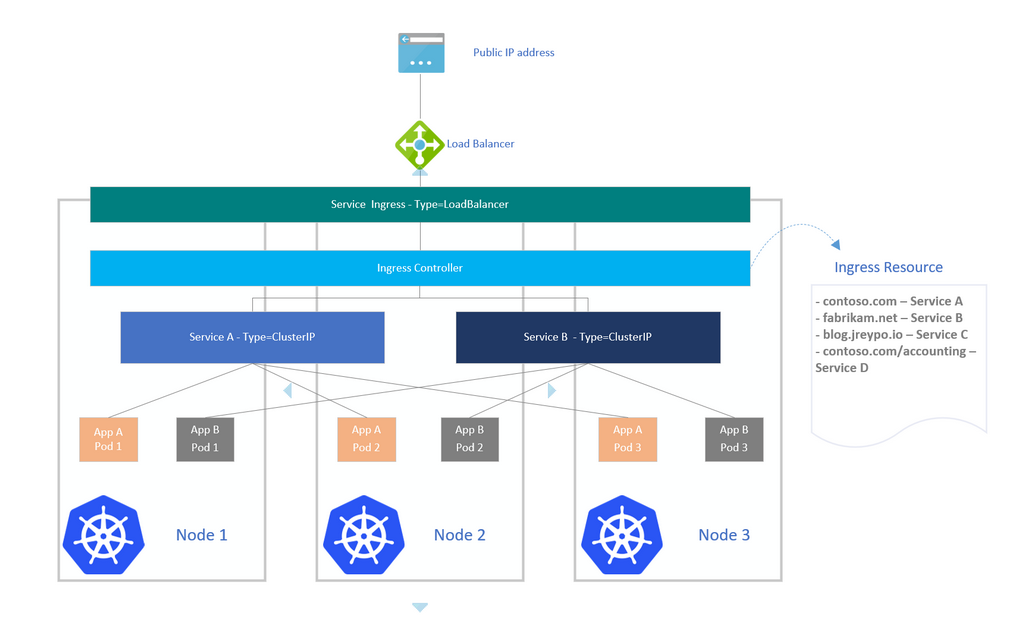 Public IP address
Load Balancer
Service Ingress - Type=LoadBalancer
Ingress Controller
Ingress Resource
- contoso.com – Service A
- fabrikam.net – Service B
- blog.jreypo.io – Service C
- contoso.com/accounting –
Service D
Service A - Type=ClusterIP
Service B - Type=ClusterIP
App A
Pod 1
App B
Pod 1
App A
Pod 2
App B
Pod 2
App A
Pod 3
App B
Pod 3
Node 1
Node 2
Node 3